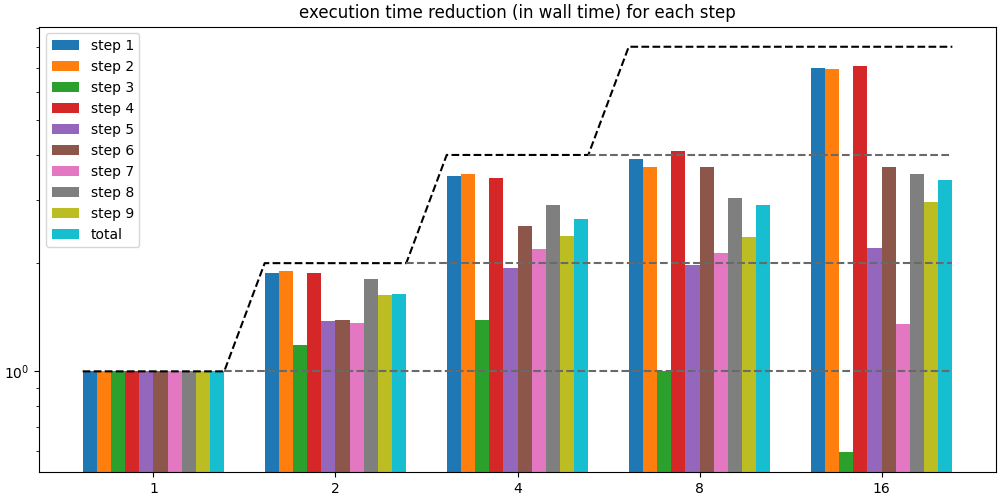 execution time reduction (in wall time) for each step
step 1
step 2
step 3
step 4
step 5
step 6
step 7
step 8
step 9
total
10⁰
1 2 4 8 16